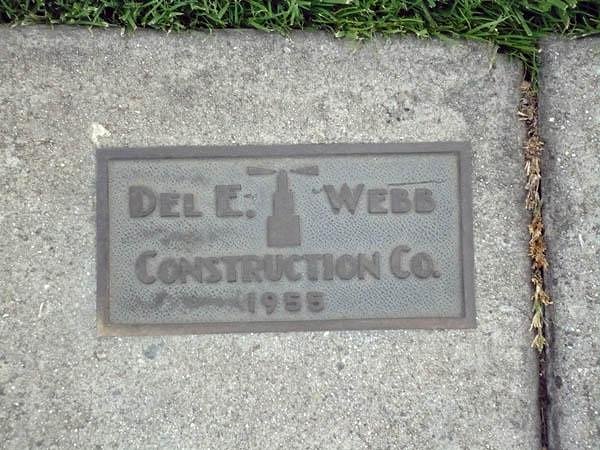 DEL E. WEBB
CONSTRUCTION CO.
1955